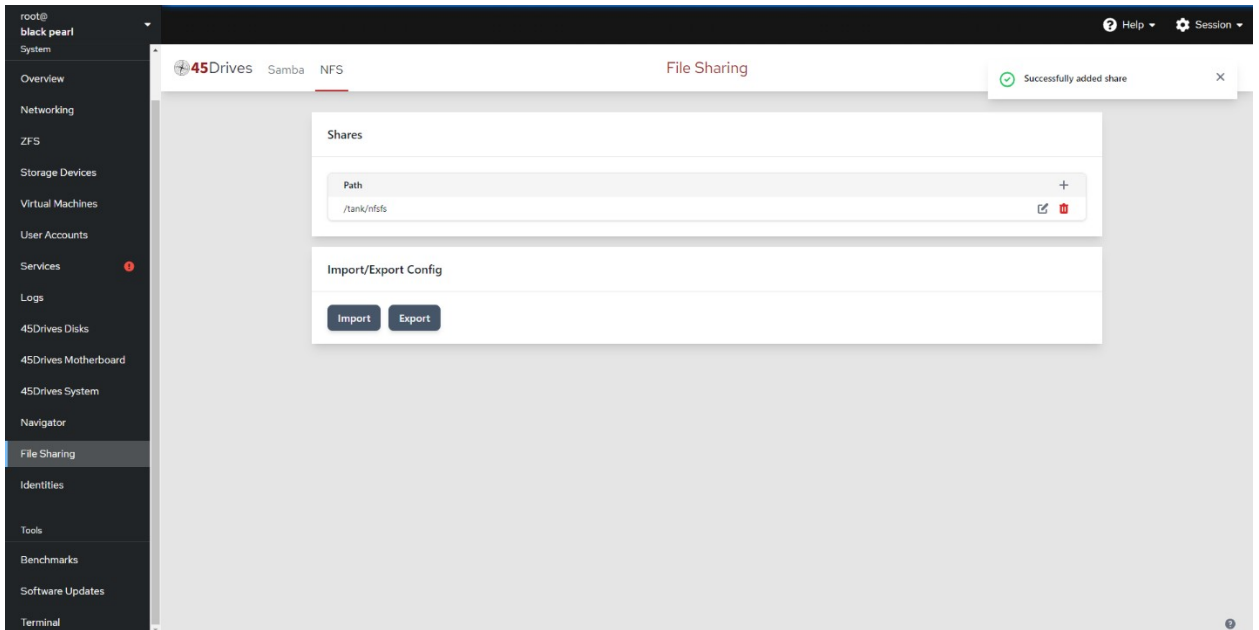 root@
black pearl
Help
Session
System
Overview
Networking
ZFS
Storage Devices
Virtual Machines
User Accounts
Services
Logs
45Drives Disks
45Drives Motherboard
45Drives System
Navigator
File Sharing
Identities
Tools
Benchmarks
Software Updates
Terminal
45Drives
Samba
NFS
File Sharing
Successfully added share
Shares
Path
/tank/nfsfs
Import/Export Config
Import
Export